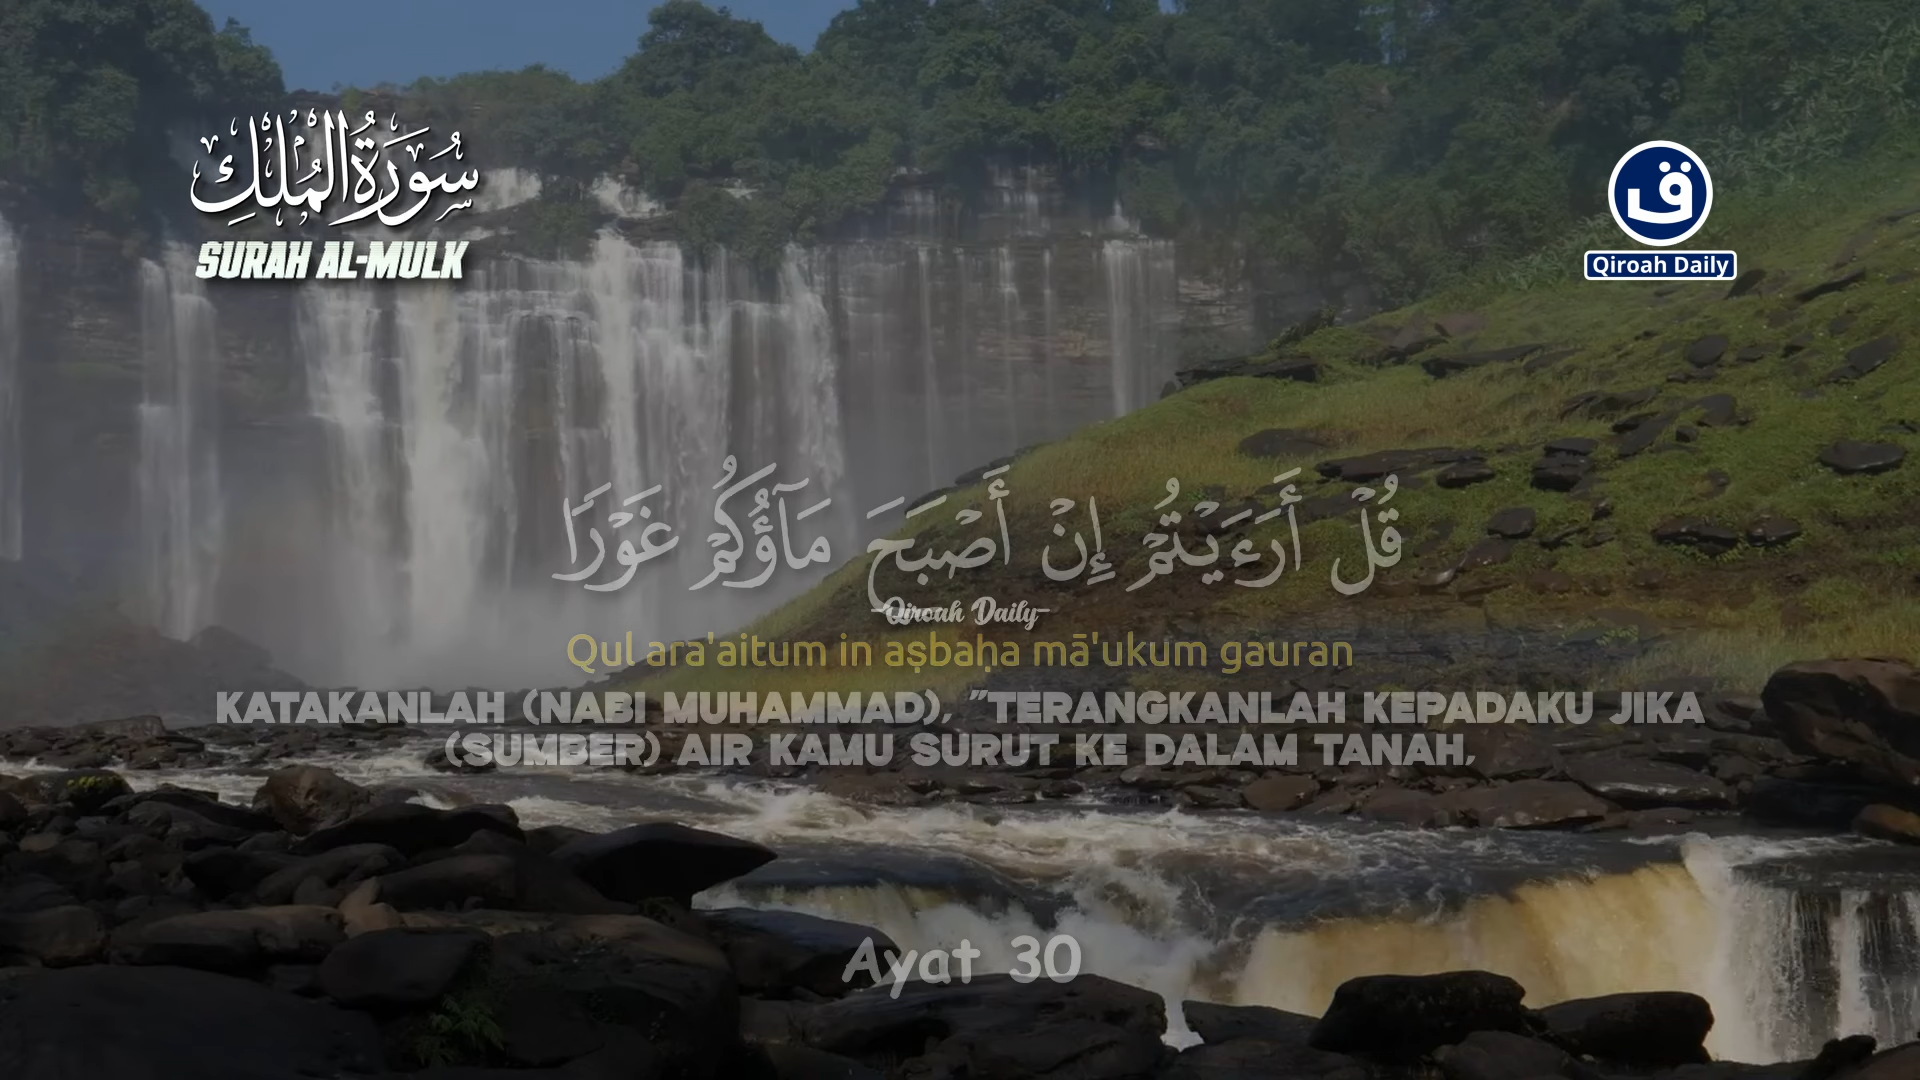 سُورَةُ الْمُلْكِ
SURAH AL-MULK
ق
Qiroah Daily
قُلْ أَرَءَيْتُمْ إِنْ أَصْبَحَ مَآؤُكُمْ غَوْرًا
-Qiroah Daily-
Qul ara'aitum in aṣbaḥa mā'ukum gauran
KATAKANLAH (NABI MUHAMMAD), "TERANGKANLAH KEPADAKU JIKA
(SUMBER) AIR KAMU SURUT KE DALAM TANAH,
Ayat 30